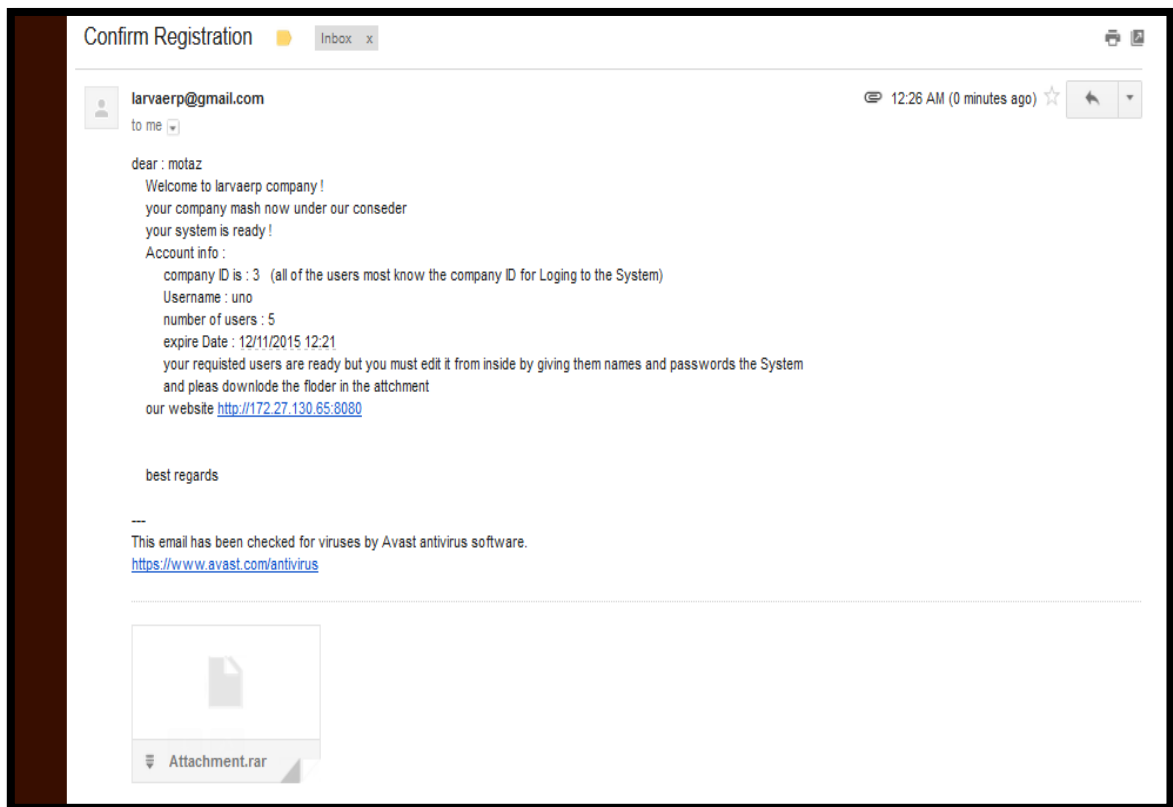 Confirm Registration Inbox x
larvaerp@gmail.com 12:26 AM (0 minutes ago)
to me
dear : motaz
Welcome to larvaerp company !
your company mash now under our conseder
your system is ready !
Account info :
company ID is : 3 (all of the users most know the company ID for Loging to the System)
Username : uno
number of users : 5
expire Date : 12/11/2015 12:21
your requisted users are ready but you must edit it from inside by giving them names and passwords the System
and pleas downlode the floder in the attchment
our website http://172.27.130.65:8080
best regards
---
This email has been checked for viruses by Avast antivirus software.
https://www.avast.com/antivirus
Attachment.rar